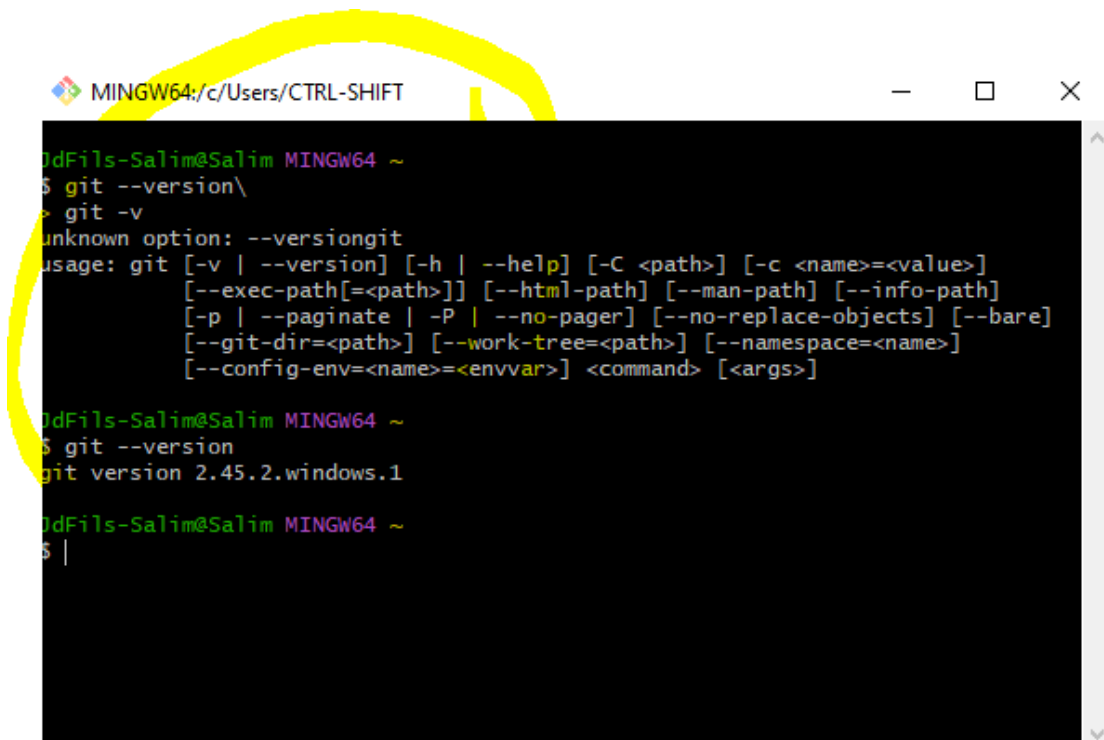 MINGW64:/c/Users/CTRL-SHIFT
JdFils-Salim@Salim MINGW64 ~
$ git --version\
> git -v
unknown option: --versiongit
usage: git [-v | --version] [-h | --help] [-C <path>] [-c <name>=<value>]
[--exec-path[=<path>]] [--html-path] [--man-path] [--info-path]
[-p | --paginate | -P | --no-pager] [--no-replace-objects] [--bare]
[--git-dir=<path>] [--work-tree=<path>] [--namespace=<name>]
[--config-env=<name>=<envvar>] <command> [<args>]
JdFils-Salim@Salim MINGW64 ~
$ git --version
git version 2.45.2.windows.1
JdFils-Salim@Salim MINGW64 ~
$